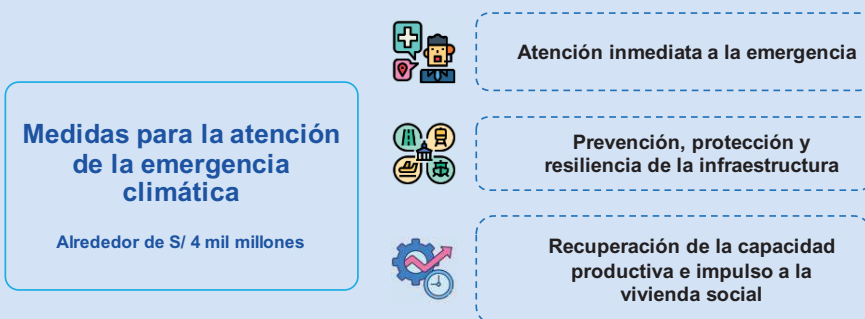 Medidas para la atención
de la emergencia
climática
Alrededor de S/ 4 mil millones
Atención inmediata a la emergencia
Prevención, protección y
resiliencia de la infraestructura
Recuperación de la capacidad
productiva e impulso a la
vivienda social